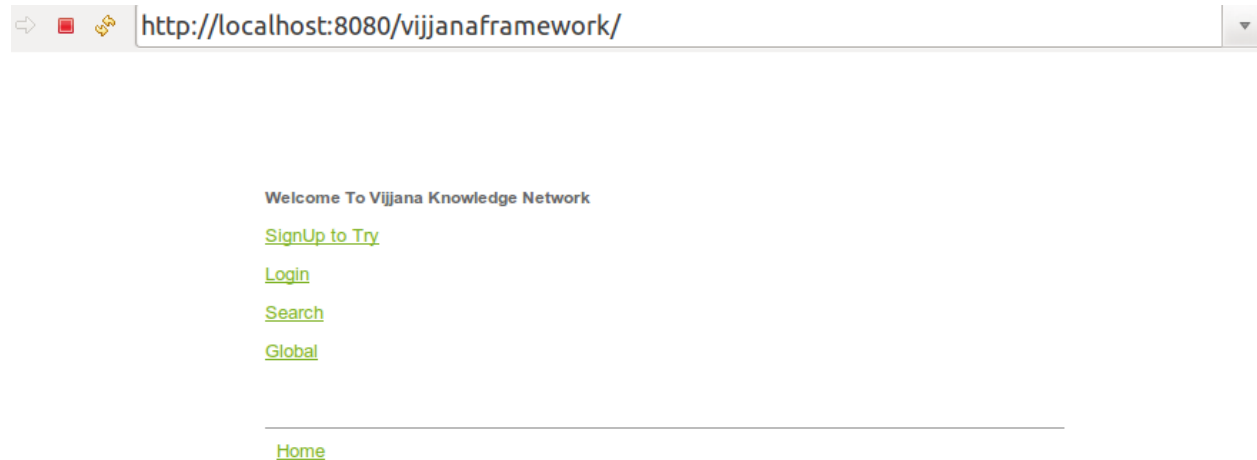 http://localhost:8080/vijjanaframework/
Welcome To Vijjana Knowledge Network
SignUp to Try
Login
Search
Global
Home